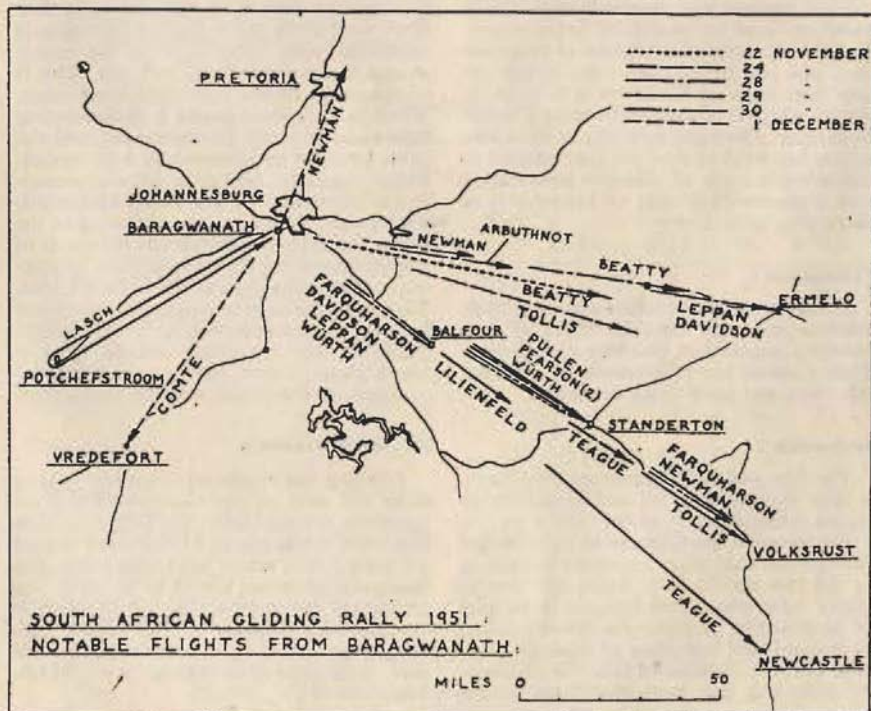 22 NOVEMBER
24 "
28 "
29 "
30 "
1 DECEMBER
PRETORIA
NEWMAN
JOHANNESBURG
BARAGWANATH
NEWMAN
ARBUTHNOT
BEATTY
BEATTY
TOLLIS
LEPPAN
DAVIDSON
ERMELO
LASCH
POTCHEFSTROOM
COMTE
VREDEFORT
FARQUHARSON
DAVIDSON
LEPPAN
WÜRTH
BALFOUR
LILIENFELD
PULLEN
PEARSON (2)
WÜRTH
STANDERTON
TEAGUE
FARQUHARSON
NEWMAN
TOLLIS
VOLKSRUST
TEAGUE
NEWCASTLE
SOUTH AFRICAN GLIDING RALLY 1951.
NOTABLE FLIGHTS FROM BARAGWANATH.
MILES 0 50